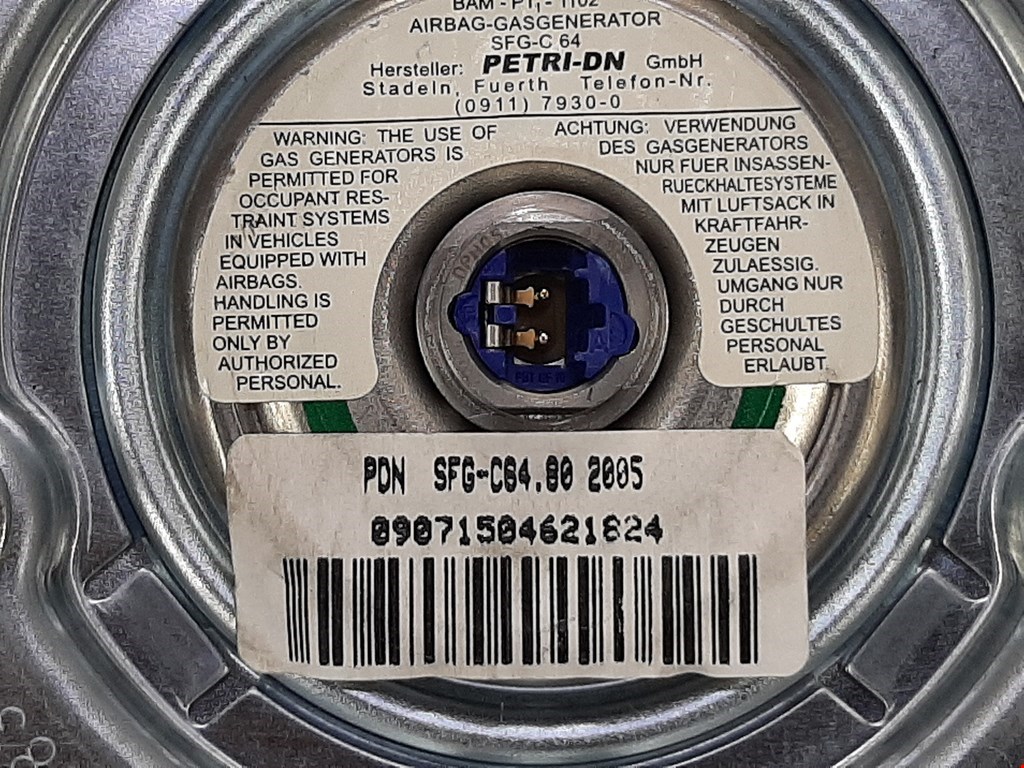 BAM - PT₁ - 1102
AIRBAG-GASGENERATOR
SFG-C 64
Hersteller: PETRI-DN GmbH
Stadeln, Fuerth Telefon-Nr.
(0911) 7930-0
WARNING: THE USE OF
GAS GENERATORS IS
PERMITTED FOR
OCCUPANT RES-
TRAINT SYSTEMS
IN VEHICLES
EQUIPPED WITH
AIRBAGS.
HANDLING IS
PERMITTED
ONLY BY
AUTHORIZED
PERSONAL.
ACHTUNG: VERWENDUNG
DES GASGENERATORS
NUR FUER INSASSEN-
RUECKHALTESYSTEME
MIT LUFTSACK IN
KRAFTFAHR-
ZEUGEN
ZULAESSIG.
UMGANG NUR
DURCH
GESCHULTES
PERSONAL
ERLAUBT.
PDN SFG-C64.80 2005
09071504621824